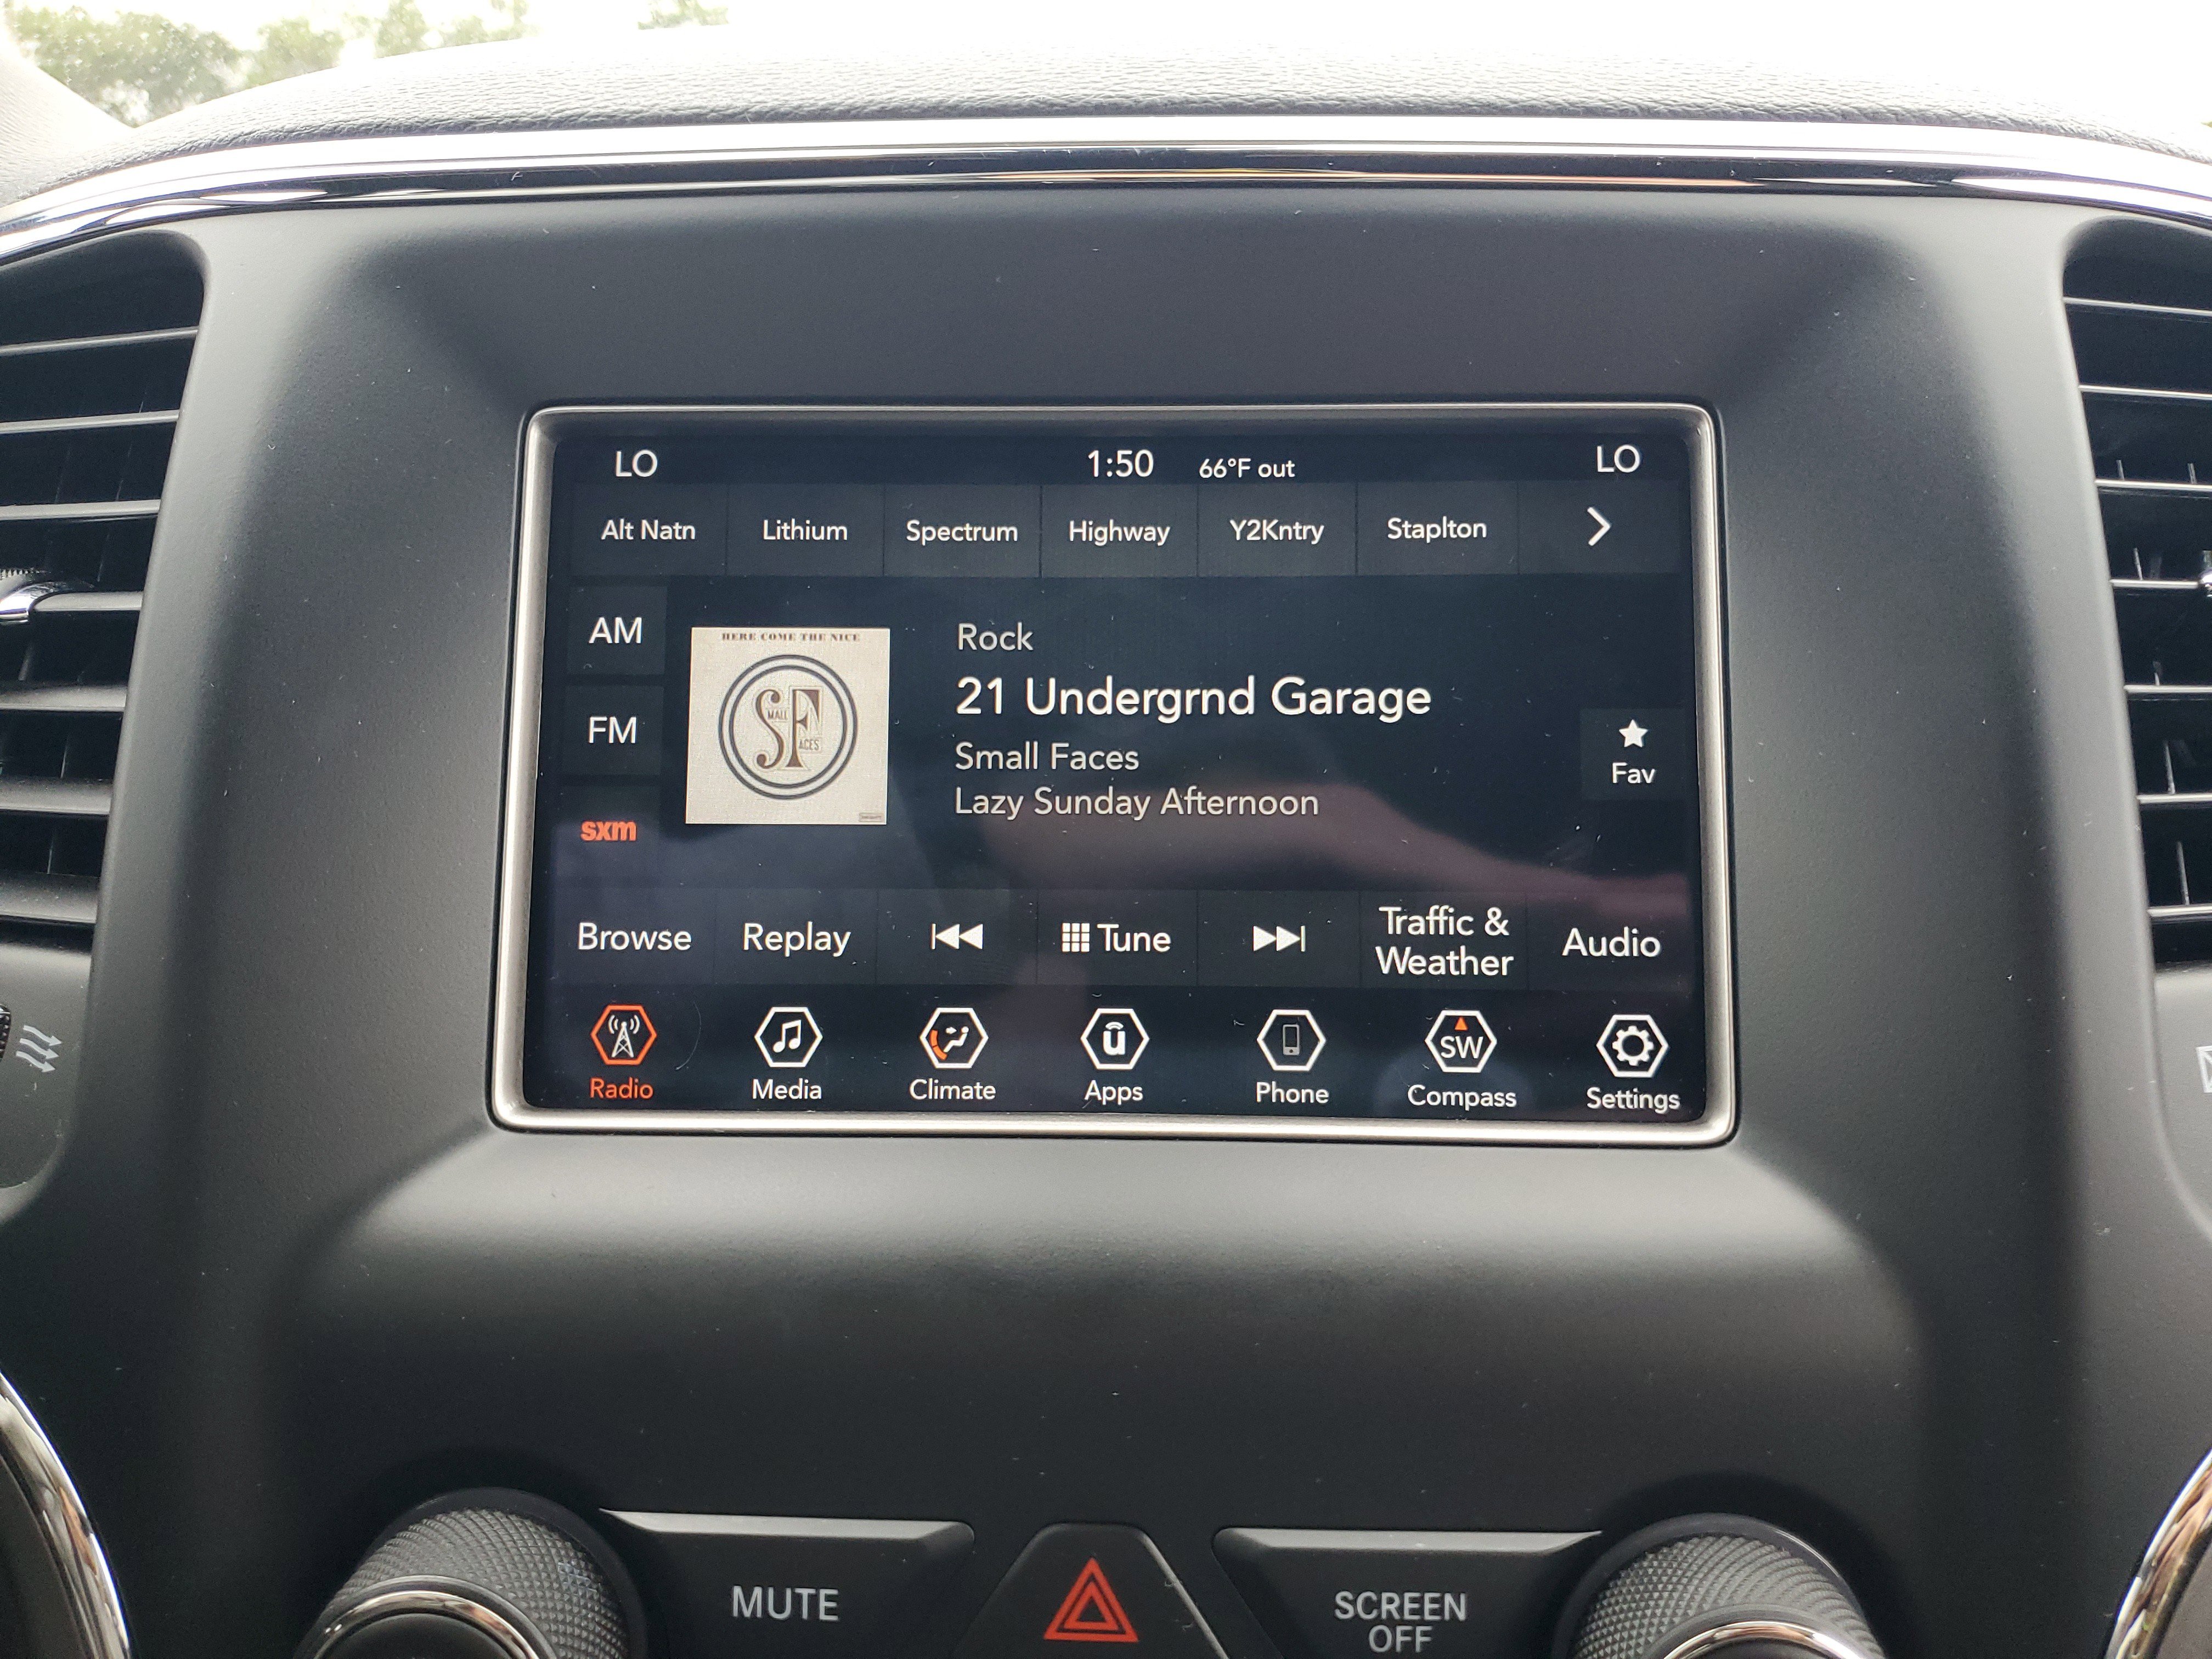 LO 1:50 66°F out LO
Alt Natn Lithium Spectrum Highway Y2Kntry Staplton
AM
FM
sxm
HERE COME THE NICE
SMALL FACES
Rock
21 Undergrnd Garage
Small Faces
Lazy Sunday Afternoon
Fav
Browse Replay Tune Traffic & Weather Audio
u SW
Radio Media Climate Apps Phone Compass Settings
MUTE
SCREEN
OFF